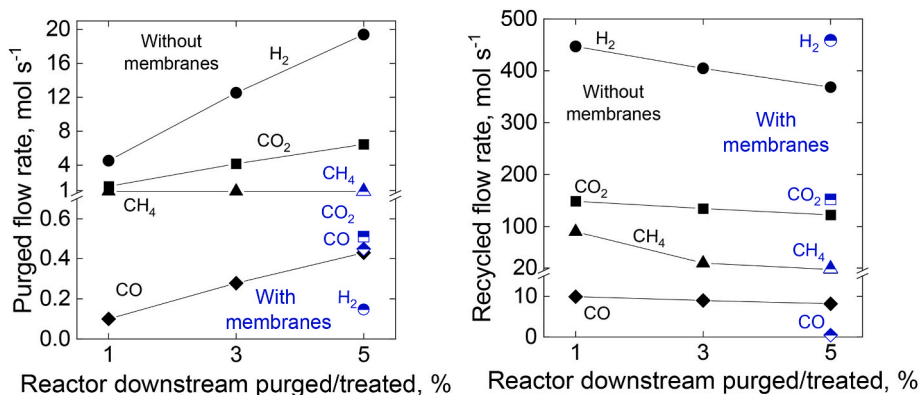 20
16
12
8
4
1
0.6
0.4
0.2
0.0
Purged flow rate, mol s⁻¹
Without
membranes
H₂
CO₂
CH₄
CH₄
CO₂
CO
CO
H₂
With
membranes
1 3 5
Reactor downstream purged/treated, %
500
400
300
200
100
20
10
0
Recycled flow rate, mol s⁻¹
H₂
H₂
Without
membranes
With
membranes
CO₂
CO₂
CH₄
CH₄
CO
CO
1 3 5
Reactor downstream purged/treated, %